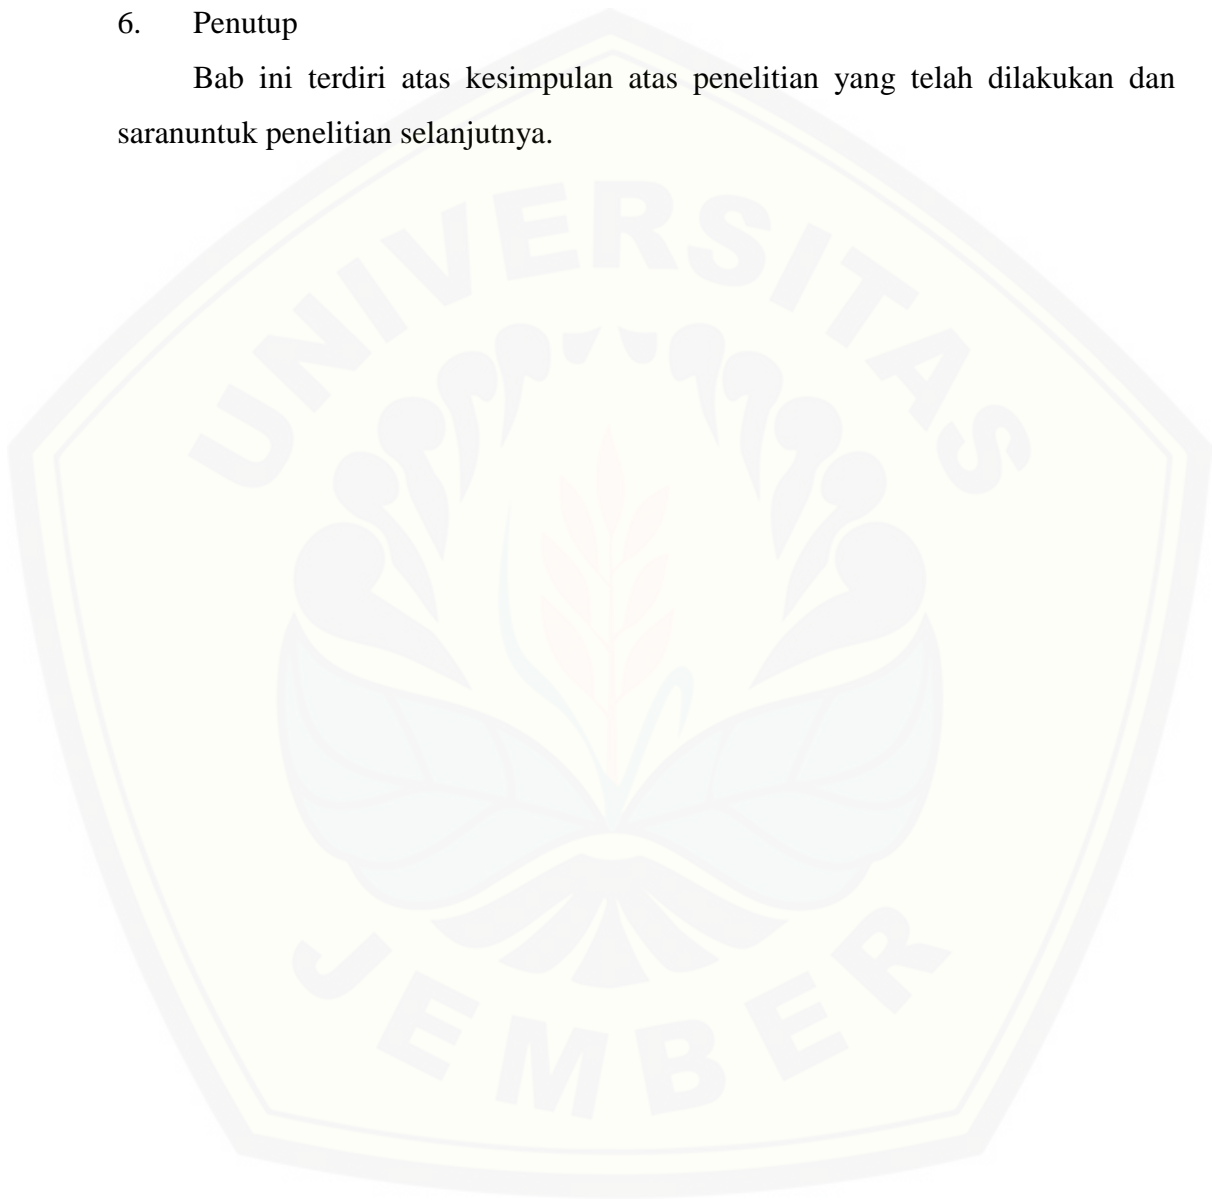 6. Penutup
Bab ini terdiri atas kesimpulan atas penelitian yang telah dilakukan dan
saranuntuk penelitian selanjutnya.
UNIVERSITAS
JEMBER